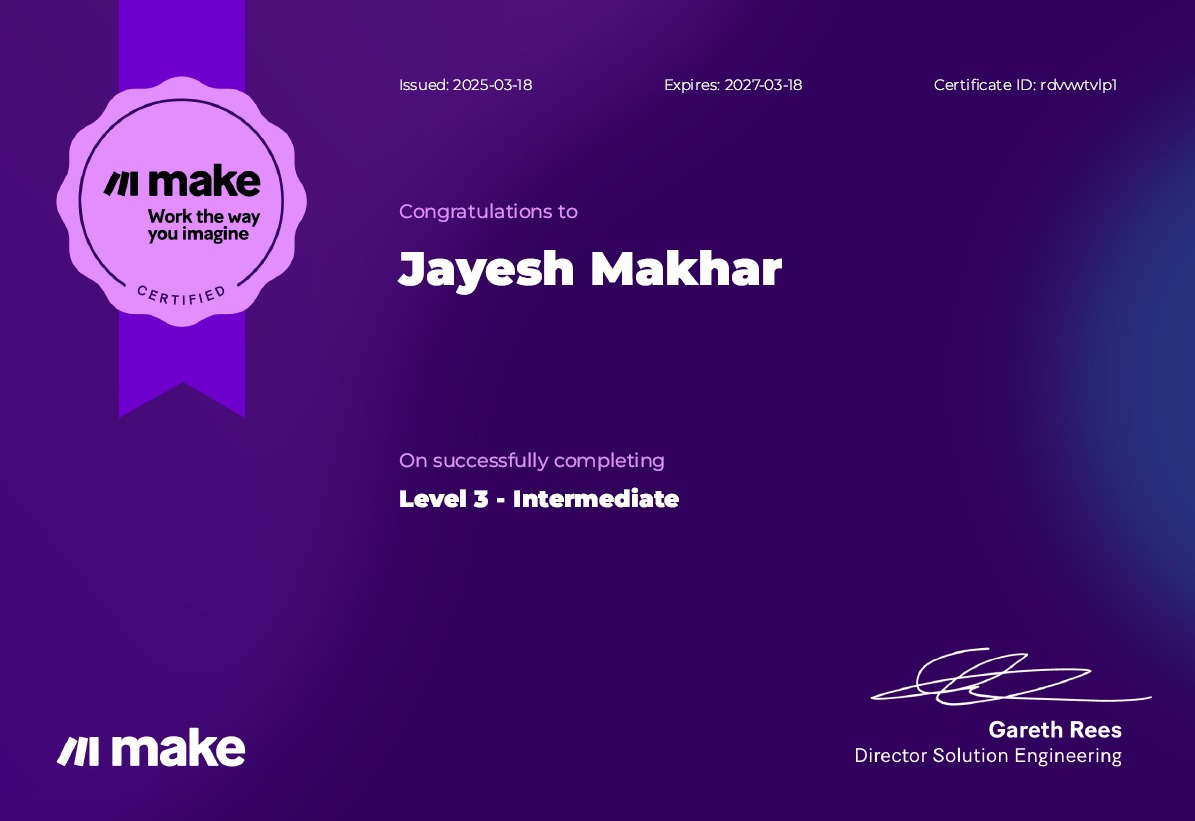 Issued: 2025-03-18
Expires: 2027-03-18
Certificate ID: rdvwtvlp1
make
Work the way
you imagine
CERTIFIED
Congratulations to
Jayesh Makhar
On successfully completing
Level 3 - Intermediate
Gareth Rees
Director Solution Engineering
make